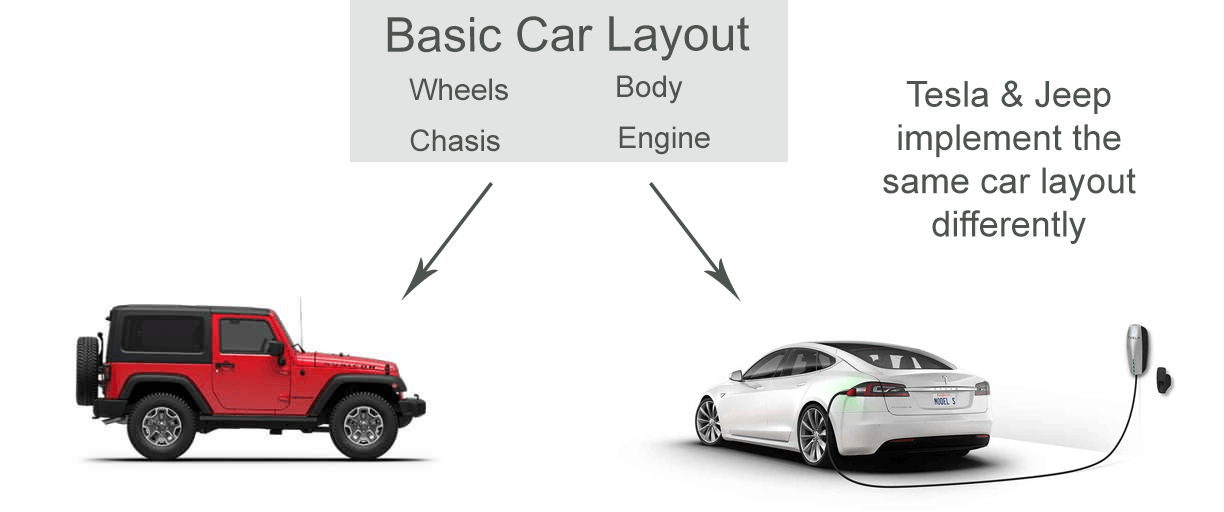 Basic Car Layout
Wheels Body
Chasis Engine
Tesla & Jeep
implement the
same car layout
differently
MODEL S